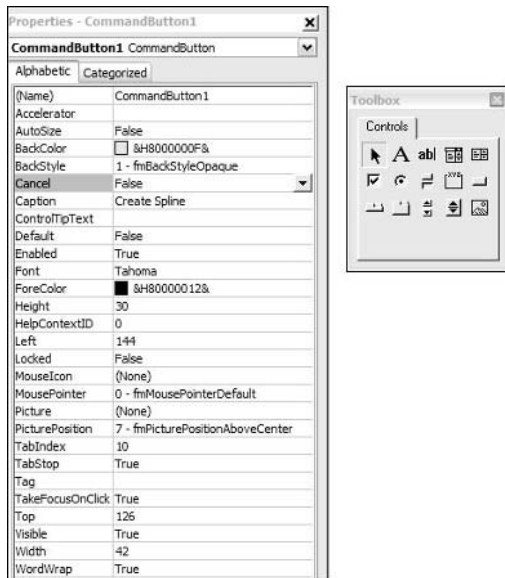 Properties - CommandButton1
CommandButton1 CommandButton
Alphabetic Categorized
(Name) CommandButton1
Accelerator
AutoSize False
BackColor &H8000000F&
BackStyle 1 - fmBackStyleOpaque
Cancel False
Caption Create Spline
ControlTipText
Default False
Enabled True
Font Tahoma
ForeColor &H80000012&
Height 30
HelpContextID 0
Left 144
Locked False
MouseIcon (None)
MousePointer 0 - fmMousePointerDefault
Picture (None)
PicturePosition 7 - fmPicturePositionAboveCenter
TabIndex 10
TabStop True
Tag
TakeFocusOnClick True
Top 126
Visible True
Width 42
WordWrap True
Toolbox
Controls
A ab|
XYZ